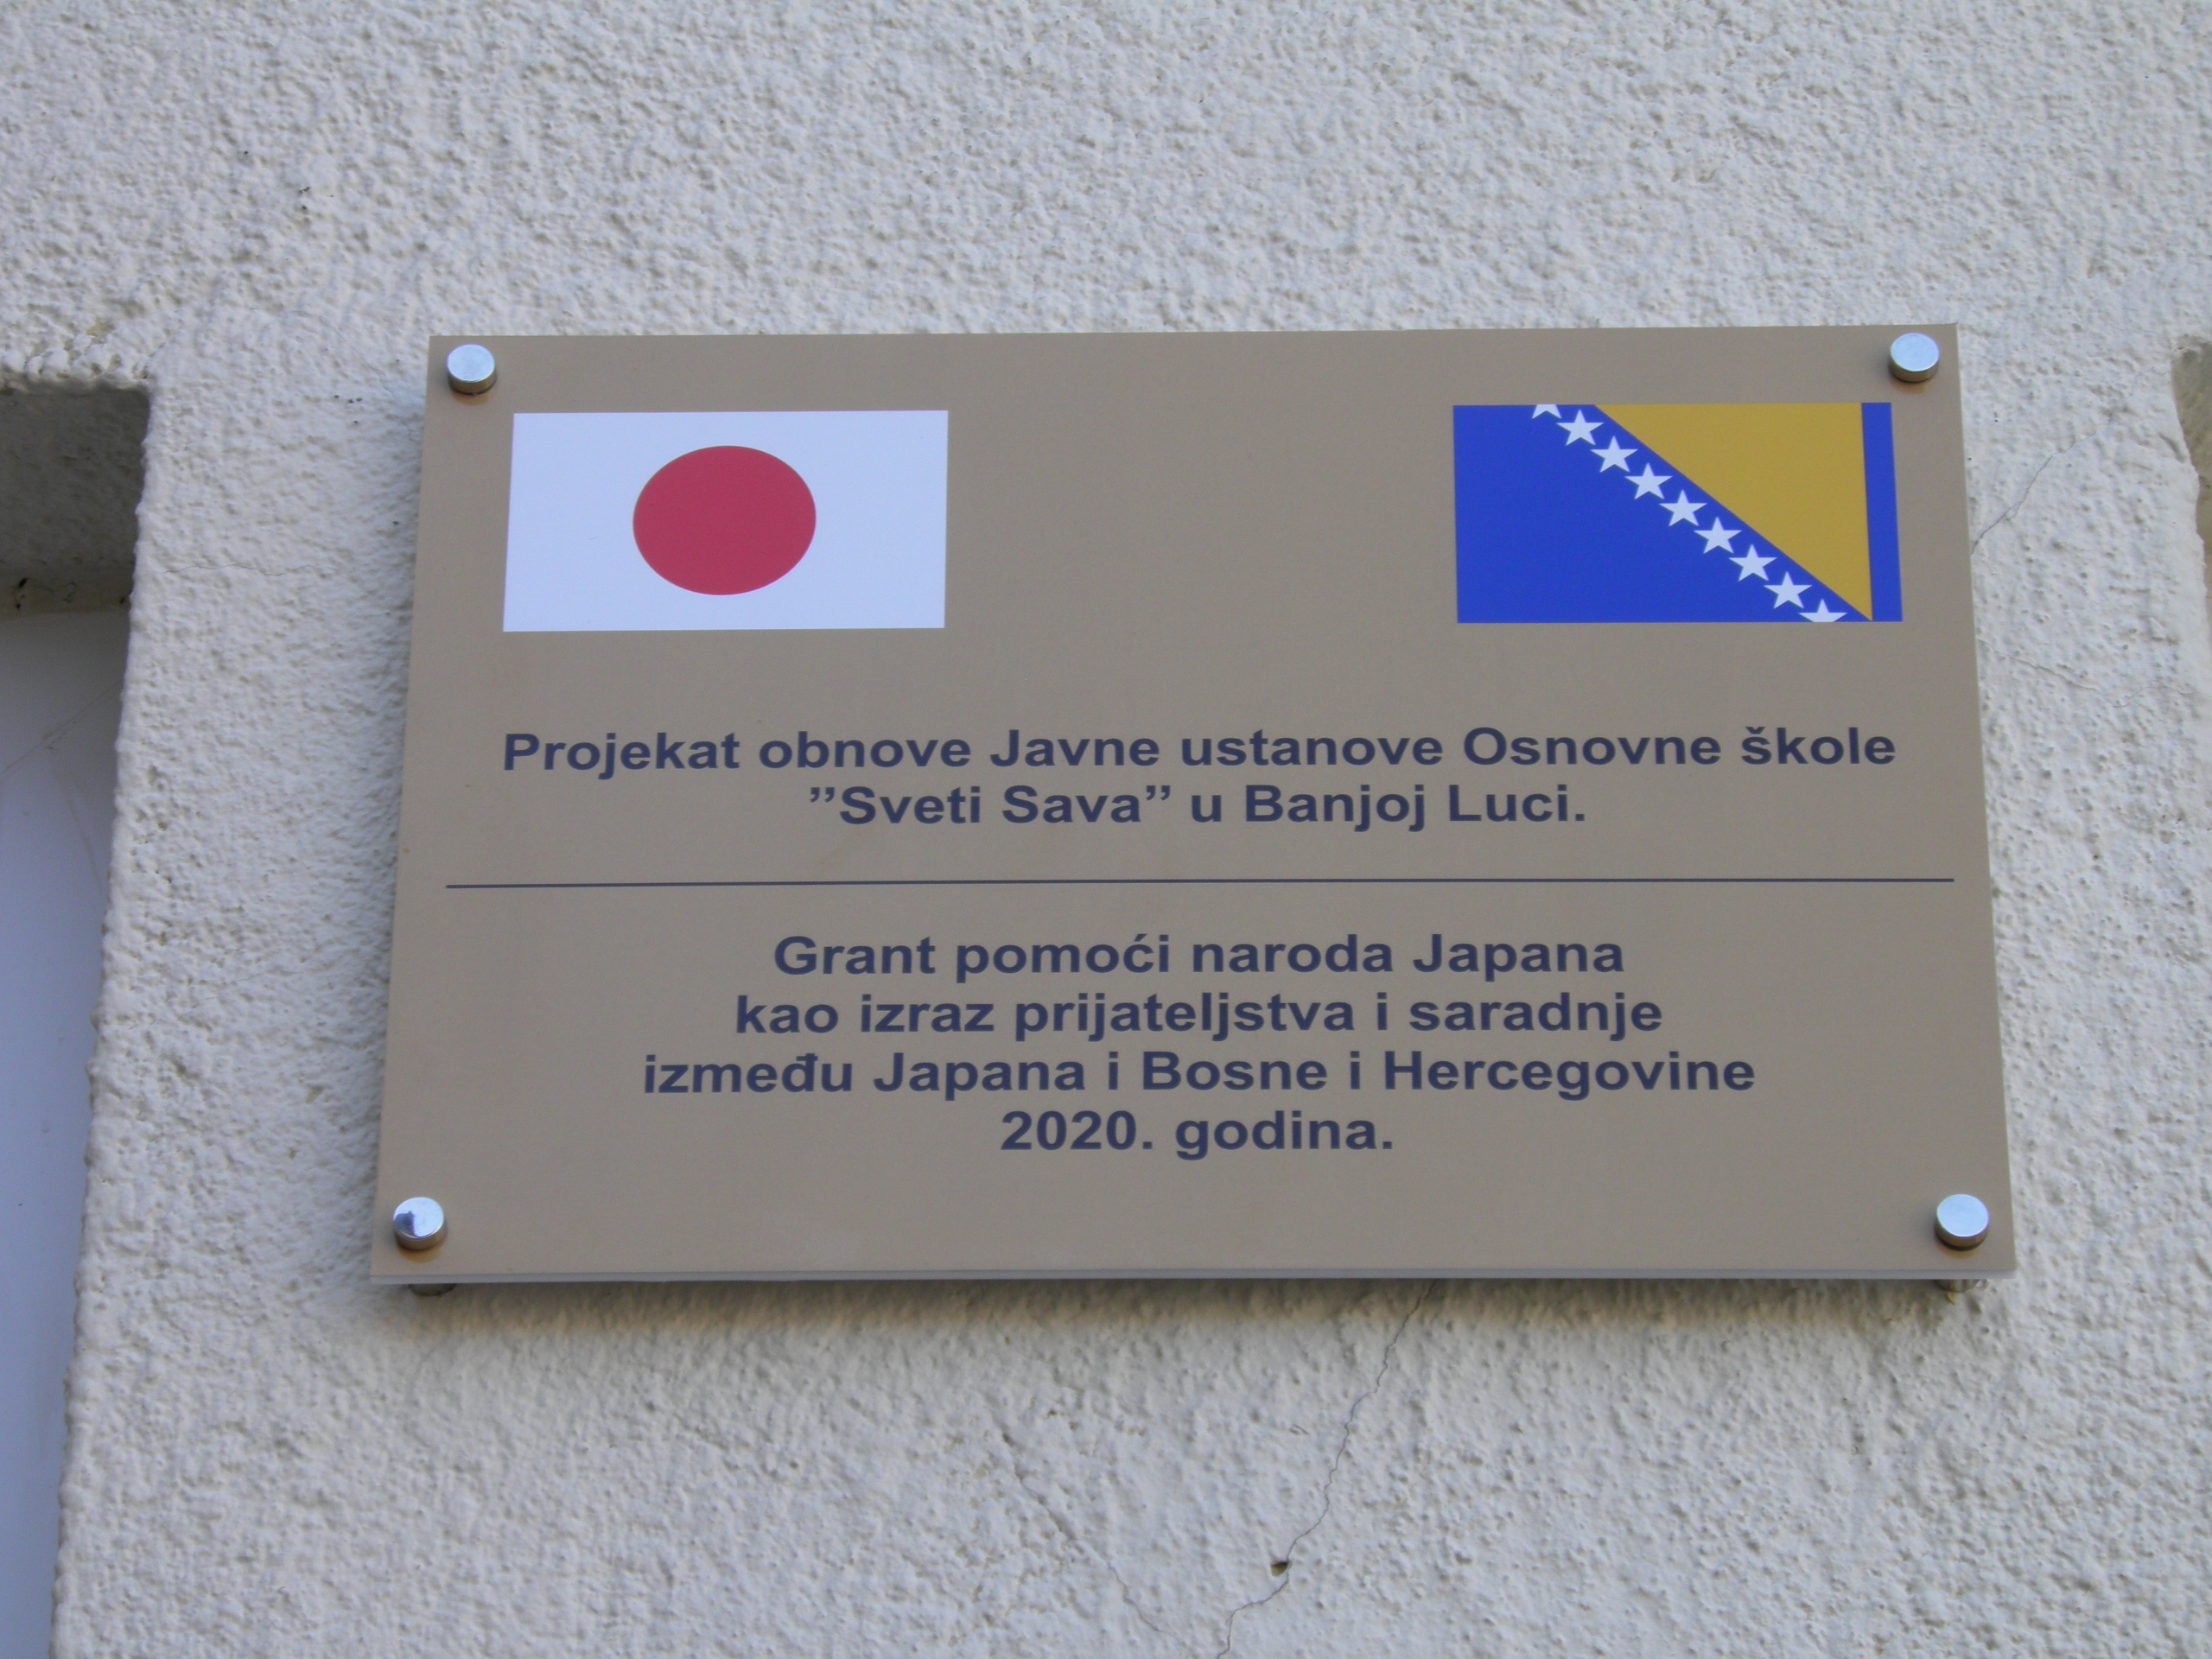 Projekat obnove Javne ustanove Osnovne škole
”Sveti Sava” u Banjoj Luci.
Grant pomoći naroda Japana
kao izraz prijateljstva i saradnje
između Japana i Bosne i Hercegovine
2020. godina.